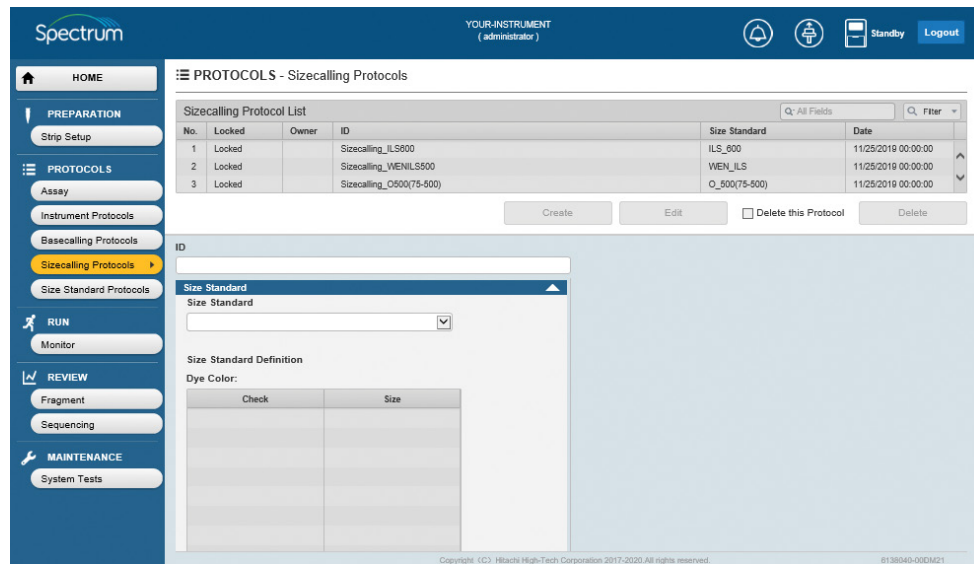 Spectrum
YOUR-INSTRUMENT
( administrator )
Standby
Logout
HOME
PREPARATION
Strip Setup
PROTOCOLS
Assay
Instrument Protocols
Basecalling Protocols
Sizecalling Protocols
Size Standard Protocols
RUN
Monitor
REVIEW
Fragment
Sequencing
MAINTENANCE
System Tests
PROTOCOLS - Sizecalling Protocols
Sizecalling Protocol List
All Fields
Filter
No. Locked Owner ID Size Standard Date
1 Locked Sizecalling_ILS600 ILS_600 11/25/2019 00:00:00
2 Locked Sizecalling_WENILS500 WEN_ILS 11/25/2019 00:00:00
3 Locked Sizecalling_O500(75-500) O_500(75-500) 11/25/2019 00:00:00
Create
Edit
Delete this Protocol
Delete
ID
Size Standard
Size Standard
Size Standard Definition
Dye Color:
Check Size
Copyright (C) Hitachi High-Tech Corporation 2017-2020.All rights reserved.
6138040-00DM21